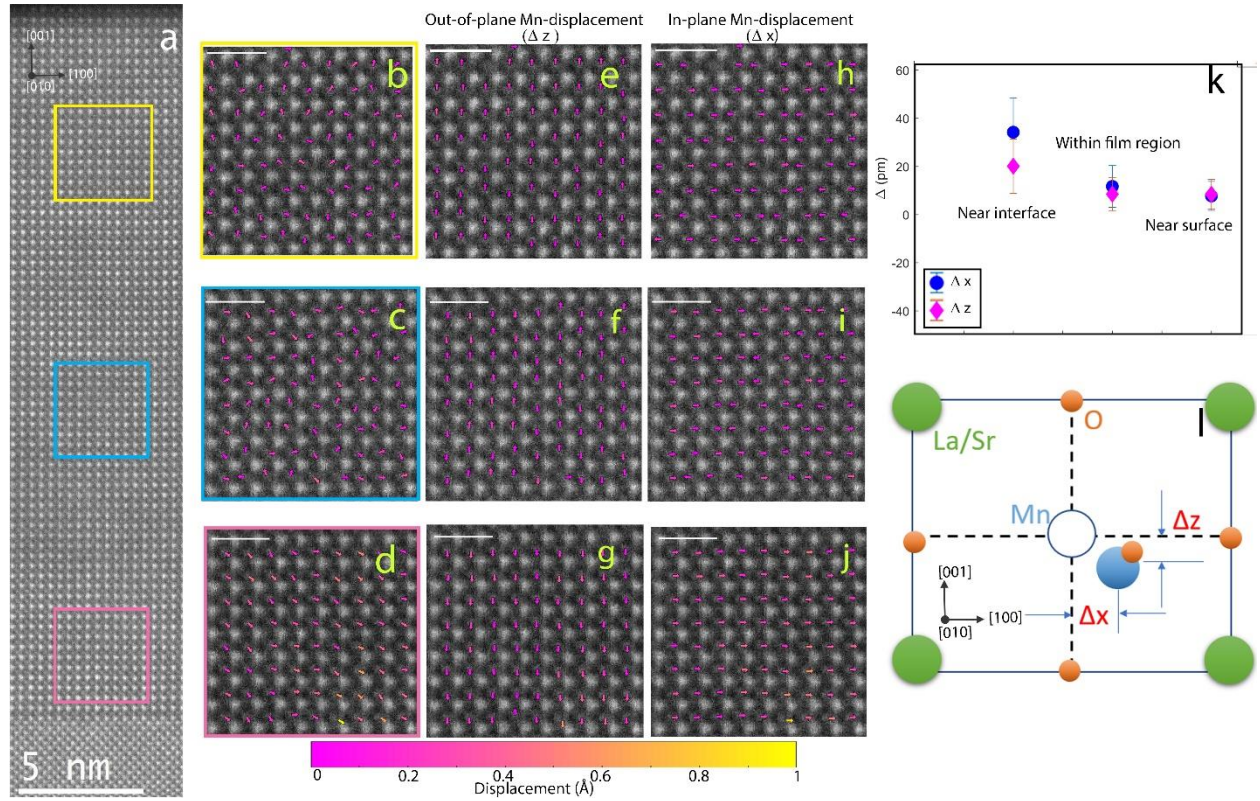 Out-of-plane Mn-displacement
(Δ z )
In-plane Mn-displacement
(Δ x)
a
[001]
[100]
[010]
b
e
h
c
f
i
d
g
j
5 nm
0
0.2
0.4
0.6
0.8
1
Displacement (Å)
k
60
40
20
0
-20
-40
Δ (pm)
Near interface
Within film region
Near surface
Δ x
Δ z
l
La/Sr
O
Mn
Δz
Δx
[001]
[100]
[010]